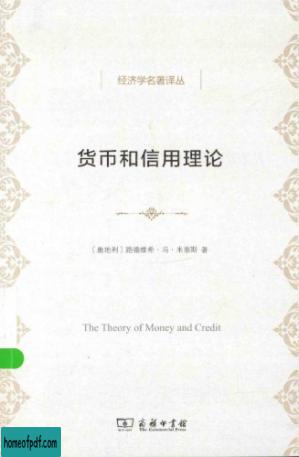 经济学名著译丛
货币和信用理论
〔奥地利〕路德维希·冯·米塞斯 著
The Theory of Money and Credit
商务印书馆
The Commercial Press
homeofpdf.com